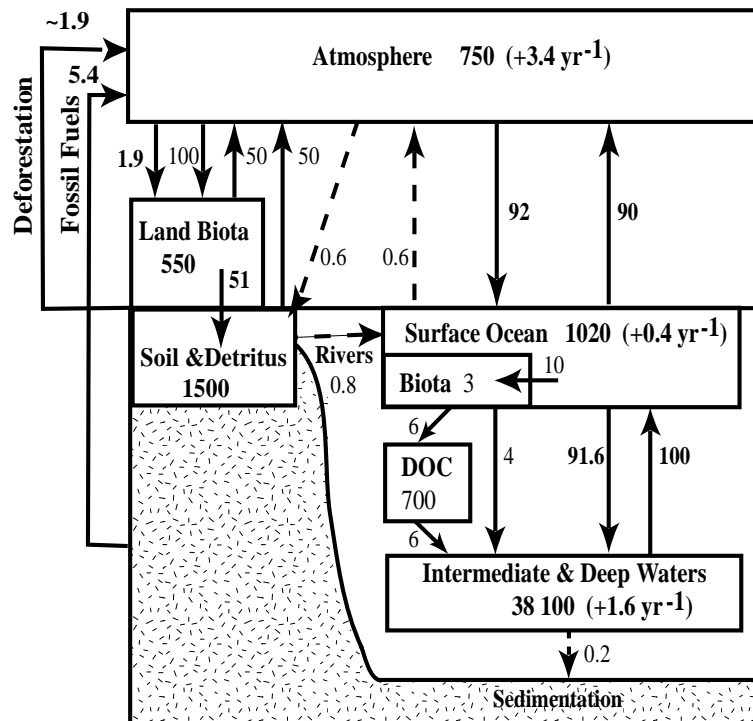 ~1.9
Atmosphere 750 (+3.4 yr-1)
5.4
Deforestation
Fossil Fuels
1.9
100
50
50
Land Biota
550
51
0.6
0.6
92
90
Soil &Detritus
1500
Rivers
0.8
Surface Ocean 1020 (+0.4 yr-1)
Biota 3
10
6
DOC
700
6
4
91.6
100
Intermediate & Deep Waters
38 100 (+1.6 yr-1)
0.2
Sedimentation